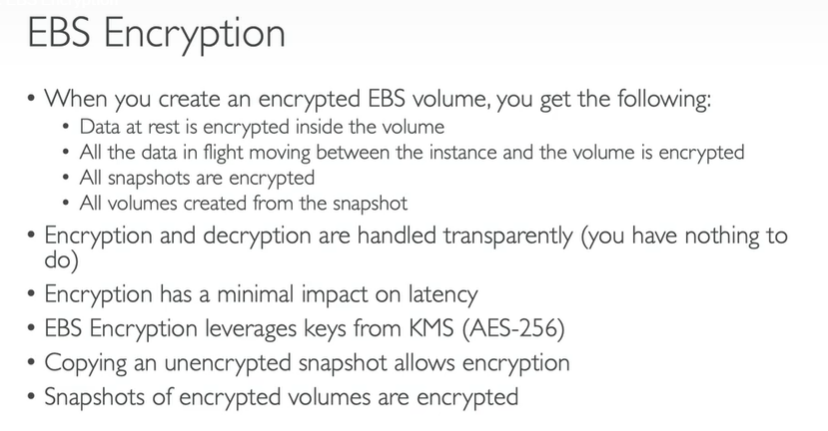 EBS Encryption
• When you create an encrypted EBS volume, you get the following:
• Data at rest is encrypted inside the volume
• All the data in flight moving between the instance and the volume is encrypted
• All snapshots are encrypted
• All volumes created from the snapshot
• Encryption and decryption are handled transparently (you have nothing to
do)
• Encryption has a minimal impact on latency
• EBS Encryption leverages keys from KMS (AES-256)
• Copying an unencrypted snapshot allows encryption
• Snapshots of encrypted volumes are encrypted